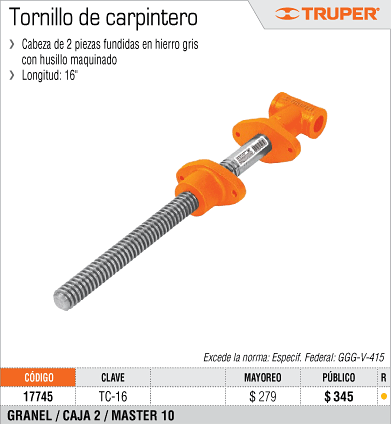 Tornillo de carpintero
TRUPER®
❯ Cabeza de 2 piezas fundidas en hierro gris
con husillo maquinado
❯ Longitud: 16"
Excede la norma: Específ. Federal: GGG-V-415
CÓDIGO CLAVE MAYOREO PÚBLICO R
17745 TC-16 $ 279 $ 345
GRANEL / CAJA 2 / MASTER 10